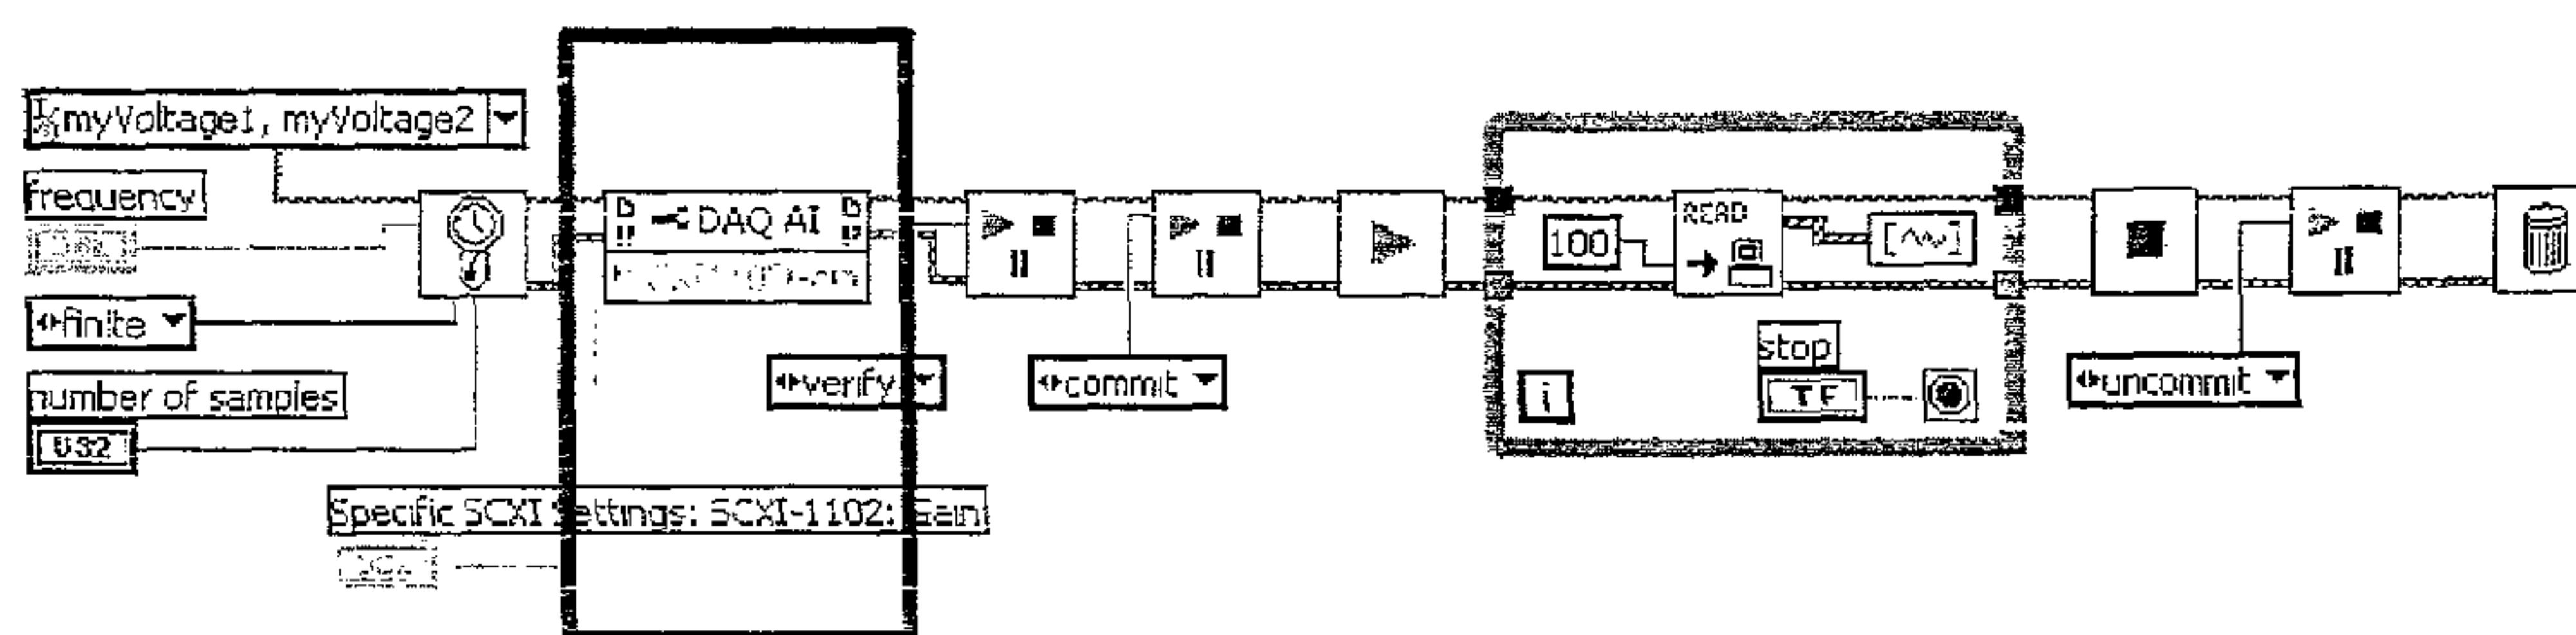 myVoltage1, myVoltage2
frequency
finite
number of samples
U32
DAQ AI
verify
commit
Specific SCXI Settings: SCXI-1102: Gain
100
READ
i
stop
TF
uncommit